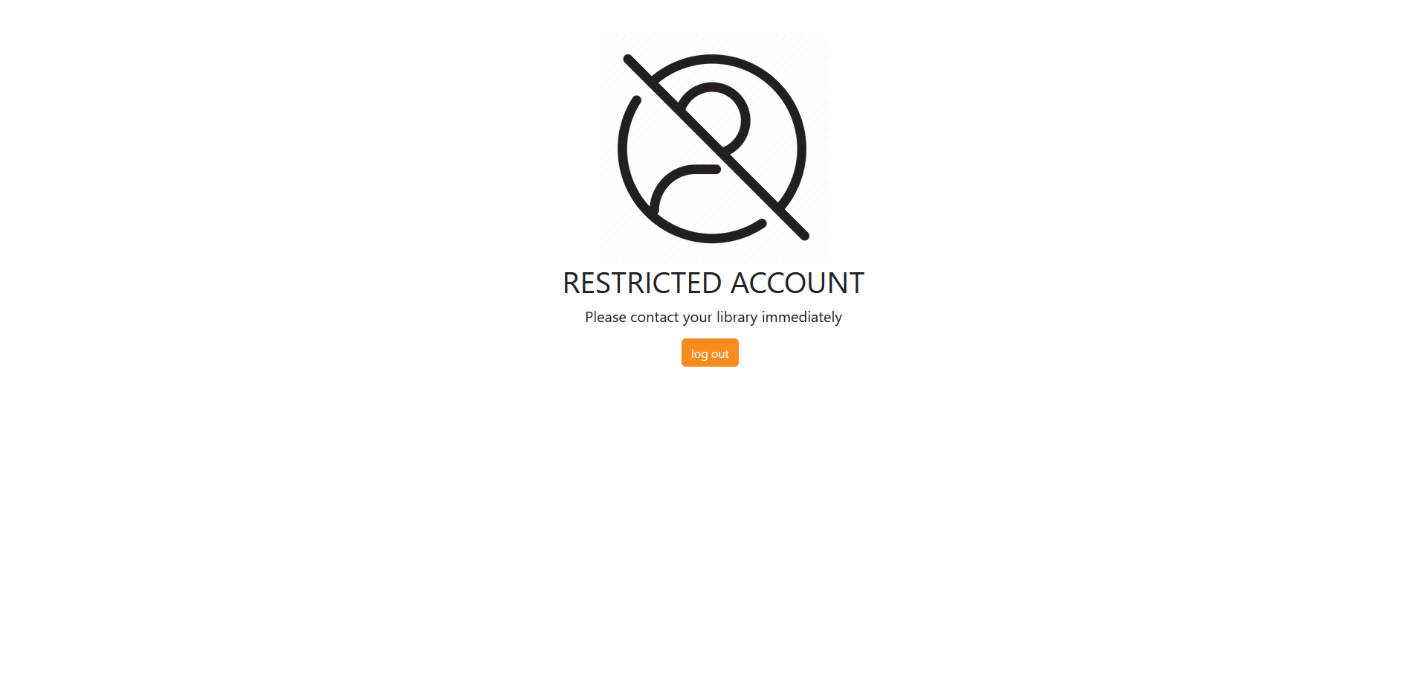 RESTRICTED ACCOUNT
Please contact your library immediately
log out